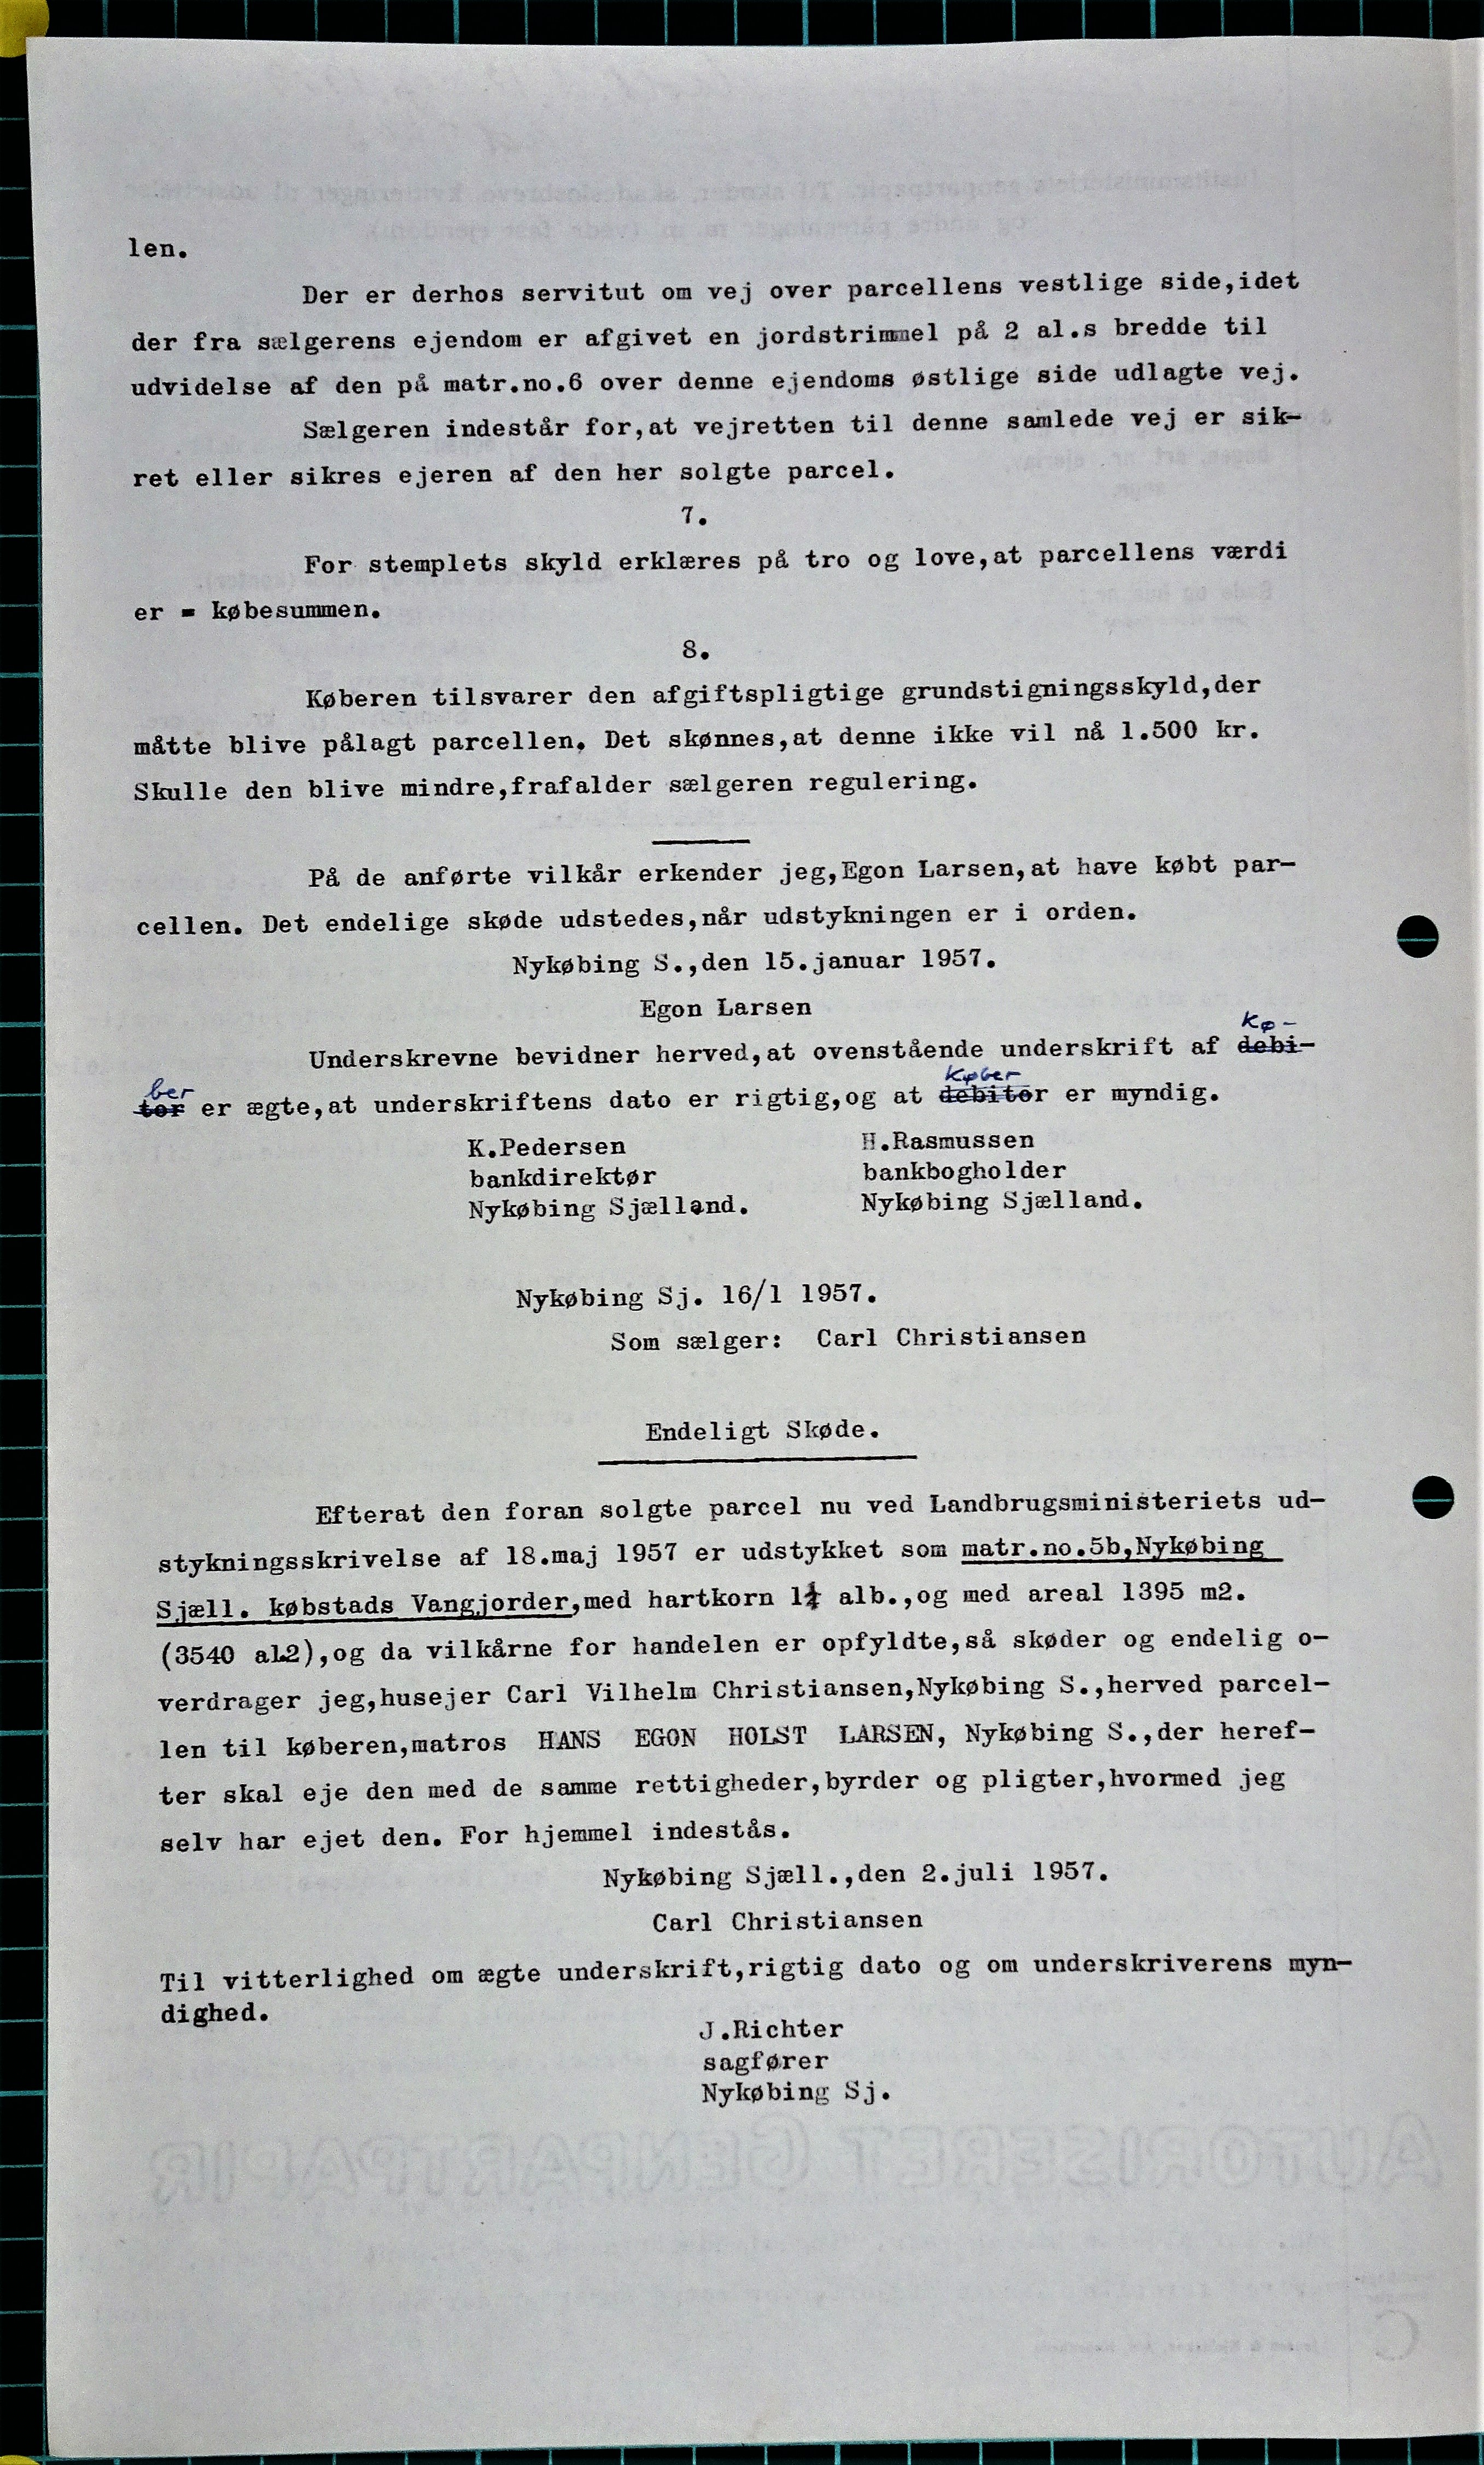 len.
Der er derhos servitut om vej over parcellens vestlige side,idet
der fra sælgerens ejendom er afgivet en jordstrimmel på 2 al.s bredde til
udvidelse af den på matr.no.6 over denne ejendoms østlige side udlagte vej.
Sælgeren indestår for,at vejretten til denne samlede vej er sik-
ret eller sikres ejeren af den her solgte parcel.
7.
For stemplets skyld erklæres på tro og love,at parcellens værdi
er = købesummen.
8.
Køberen tilsvarer den afgiftspligtige grundstigningsskyld,der
måtte blive pålagt parcellen. Det skønnes,at denne ikke vil nå 1.500 kr.
Skulle den blive mindre,frafalder sælgeren regulering.
På de anførte vilkår erkender jeg,Egon Larsen,at have købt par-
cellen. Det endelige skøde udstedes,når udstykningen er i orden.
Nykøbing S.,den 15.januar 1957.
Egon Larsen
kø-
Underskrevne bevidner herved,at ovenstående underskrift af debi-
ber køber
tor er ægte,at underskriftens dato er rigtig,og at debitor er myndig.
K.Pedersen H.Rasmussen
bankdirektør bankbogholder
Nykøbing Sjælland. Nykøbing Sjælland.
Nykøbing Sj. 16/1 1957.
Som sælger: Carl Christiansen
Endeligt Skøde.
Efterat den foran solgte parcel nu ved Landbrugsministeriets ud-
stykningsskrivelse af 18.maj 1957 er udstykket som matr.no.5b,Nykøbing
Sjæll. købstads Vangjorder,med hartkorn 1¼ alb.,og med areal 1395 m2.
(3540 al2),og da vilkårne for handelen er opfyldte,så skøder og endelig o-
verdrager jeg,husejer Carl Vilhelm Christiansen,Nykøbing S.,herved parcel-
len til køberen,matros HANS EGON HOLST LARSEN, Nykøbing S.,der heref-
ter skal eje den med de samme rettigheder,byrder og pligter,hvormed jeg
selv har ejet den. For hjemmel indestås.
Nykøbing Sjæll.,den 2.juli 1957.
Carl Christiansen
Til vitterlighed om ægte underskrift,rigtig dato og om underskriverens myn-
dighed.
J.Richter
sagfører
Nykøbing Sj.
AUTORISERET GENPARTPAPIR